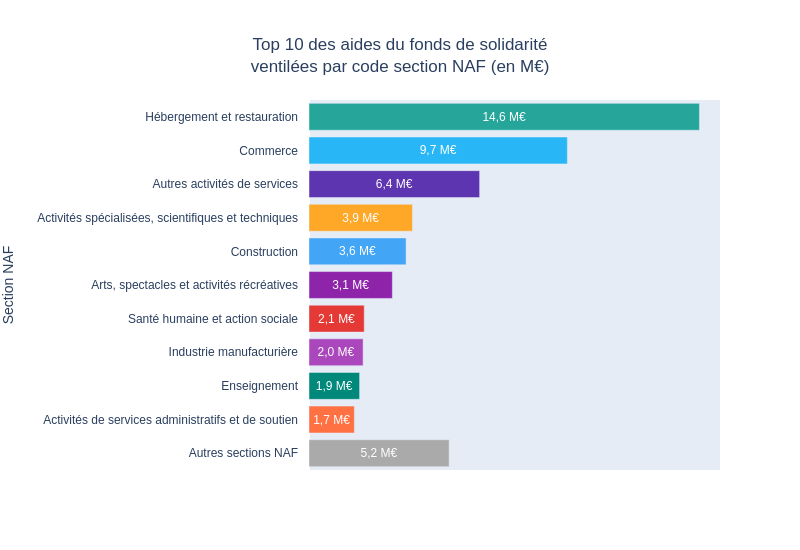 Top 10 des aides du fonds de solidarité
ventilées par code section NAF (en M€)
Section NAF
Hébergement et restauration 14,6 M€
Commerce 9,7 M€
Autres activités de services 6,4 M€
Activités spécialisées, scientifiques et techniques 3,9 M€
Construction 3,6 M€
Arts, spectacles et activités récréatives 3,1 M€
Santé humaine et action sociale 2,1 M€
Industrie manufacturière 2,0 M€
Enseignement 1,9 M€
Activités de services administratifs et de soutien 1,7 M€
Autres sections NAF 5,2 M€